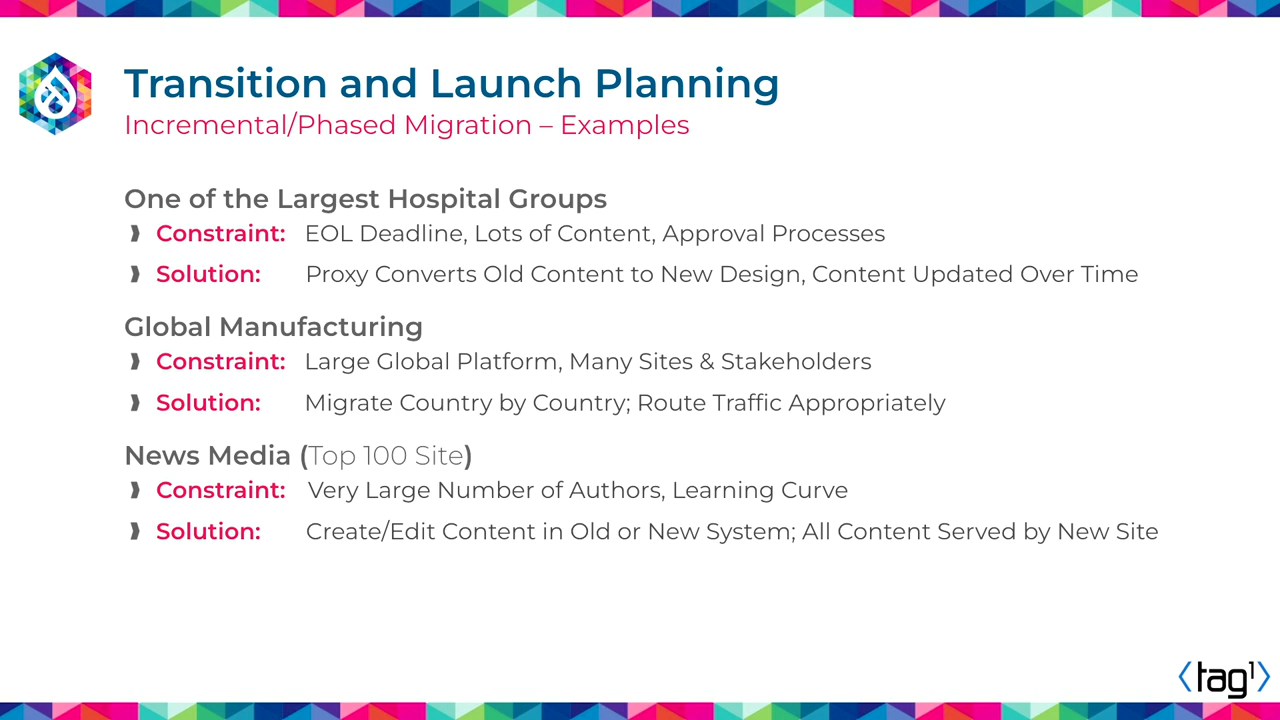 Transition and Launch Planning
Incremental/Phased Migration – Examples
One of the Largest Hospital Groups
Constraint: EOL Deadline, Lots of Content, Approval Processes
Solution: Proxy Converts Old Content to New Design, Content Updated Over Time
Global Manufacturing
Constraint: Large Global Platform, Many Sites & Stakeholders
Solution: Migrate Country by Country; Route Traffic Appropriately
News Media (Top 100 Site)
Constraint: Very Large Number of Authors, Learning Curve
Solution: Create/Edit Content in Old or New System; All Content Served by New Site
⟨tag1⟩